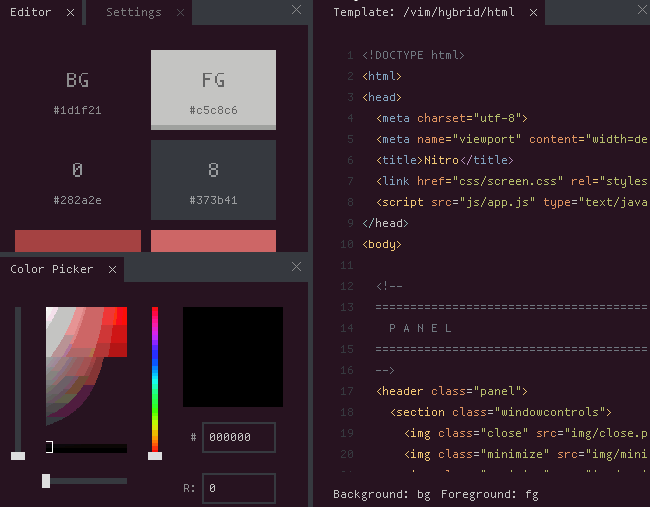 Editor × Settings ×
BG
#1d1f21
FG
#c5c8c6
0
#282a2e
8
#373b41
Color Picker ×
# 000000
R: 0
Template: /vim/hybrid/html ×
1 <!DOCTYPE html>
2 <html>
3 <head>
4 <meta charset="utf-8">
5 <meta name="viewport" content="width=de
6 <title>Nitro</title>
7 <link href="css/screen.css" rel="styles
8 <script src="js/app.js" type="text/java
9 </head>
10 <body>
11
12 <!--
13 =======================================
14 P A N E L
15 =======================================
16 -->
17 <header class="panel">
18 <section class="windowcontrols">
19 <img class="close" src="img/close.p
20 <img class="minimize" src="img/mini
Background: bg Foreground: fg